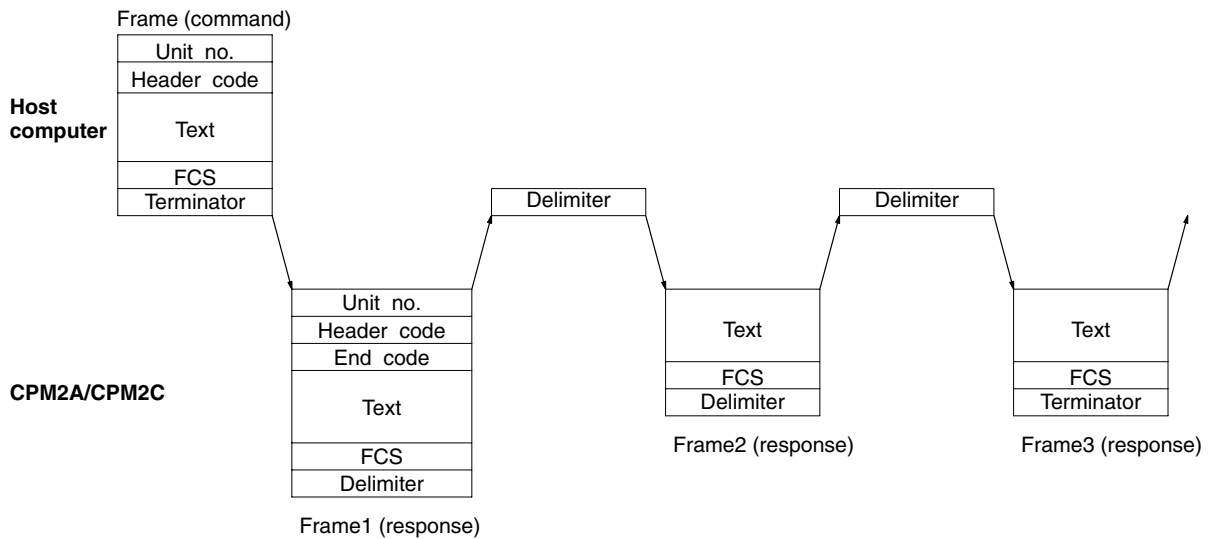 Frame (command)
Unit no.
Header code
Host
computer
Text
FCS
Terminator
Delimiter
Delimiter
Unit no.
Header code
End code
CPM2A/CPM2C
Text
FCS
Delimiter
Frame1 (response)
Text
FCS
Delimiter
Frame2 (response)
Text
FCS
Terminator
Frame3 (response)